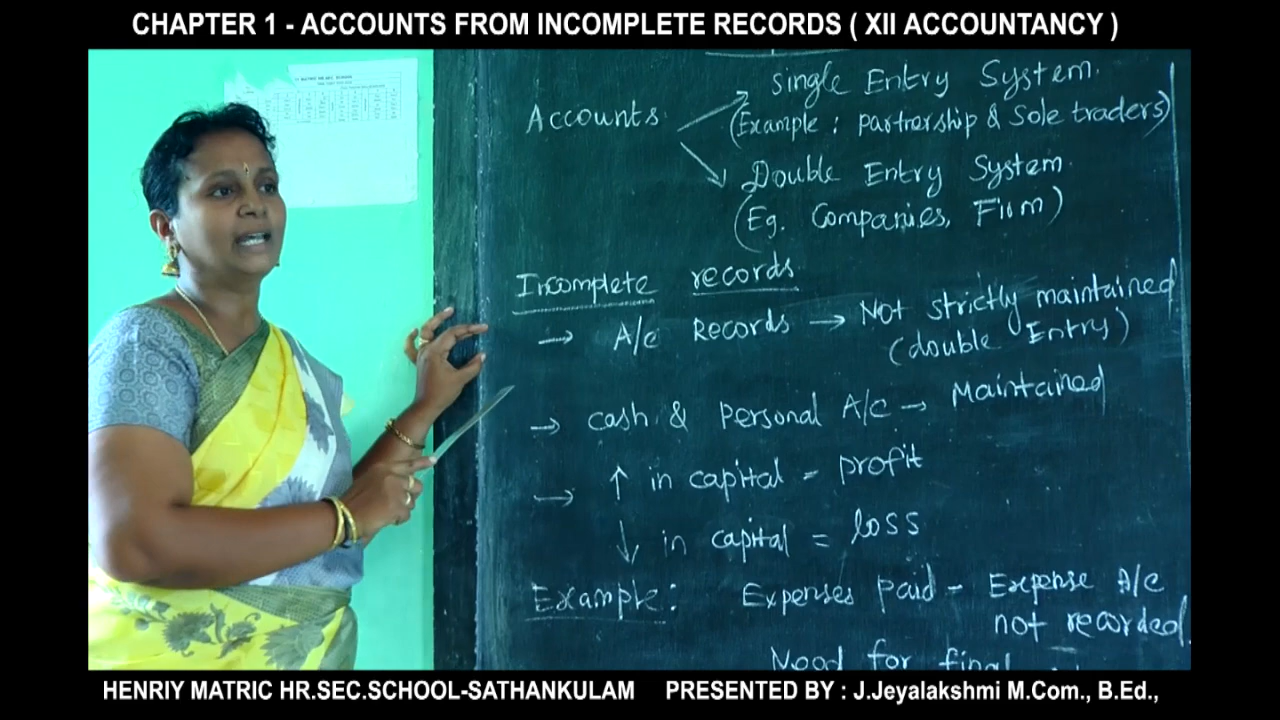 CHAPTER 1 - ACCOUNTS FROM INCOMPLETE RECORDS ( XII ACCOUNTANCY )
Single Entry System.
Accounts
(Example : partnership & Sole traders)
Double Entry System
(Eg. Companies, Firm)
Incomplete records
→ A/c Records → Not strictly maintained
(double Entry)
→ cash & personal A/c → Maintained
→ ↑ in capital = profit
↓ in capital = loss
Example : Expenses paid - Expense A/c
not recorded.
Need for final
HENRIY MATRIC HR.SEC.SCHOOL-SATHANKULAM PRESENTED BY : J.Jeyalakshmi M.Com., B.Ed.,